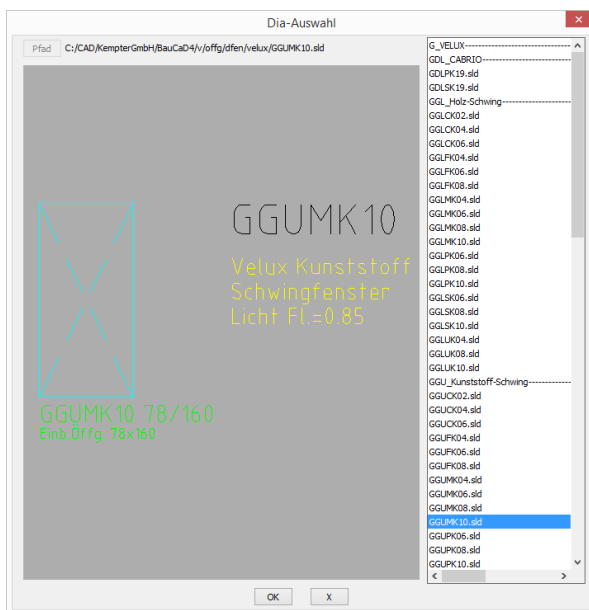 Dia-Auswahl
Pfad C:/CAD/KempterGmbH/BauCaD4/v/offg/dfen/velux/GGUMK10.sld
GGUMK10
Velux Kunststoff
Schwingfenster
Licht Fl.=0.85
GGUMK10 78/160
Einb.Öffg 78x160
G_VELUX--------------------------------
GDL_CABRIO---------------------------
GDLPK19.sld
GDLSK19.sld
GGL_Holz-Schwing---------------------
GGLCK02.sld
GGLCK04.sld
GGLCK06.sld
GGLFK04.sld
GGLFK06.sld
GGLFK08.sld
GGLMK04.sld
GGLMK06.sld
GGLMK08.sld
GGLMK10.sld
GGLPK06.sld
GGLPK08.sld
GGLPK10.sld
GGLSK06.sld
GGLSK08.sld
GGLSK10.sld
GGLUK04.sld
GGLUK08.sld
GGLUK10.sld
GGU_Kunststoff-Schwing------------
GGUCK02.sld
GGUCK04.sld
GGUCK06.sld
GGUFK04.sld
GGUFK06.sld
GGUFK08.sld
GGUMK04.sld
GGUMK06.sld
GGUMK08.sld
GGUMK10.sld
GGUPK06.sld
GGUPK08.sld
GGUPK10.sld
OK X